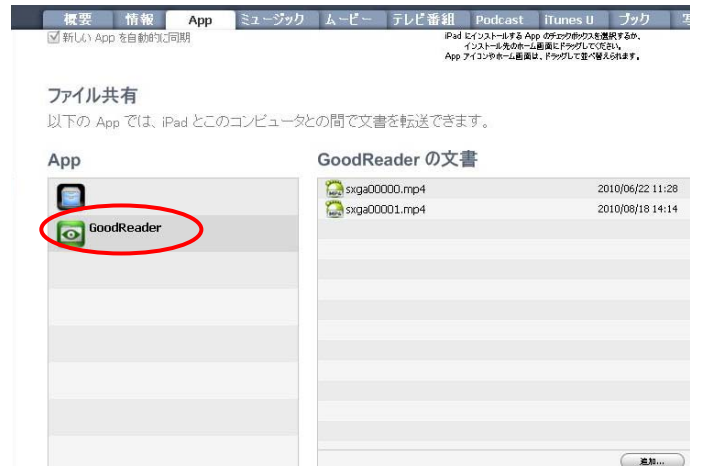 概要 情報 App ミュージック ムービー テレビ番組 Podcast iTunes U ブック
新しい App を自動的に同期
iPad にインストールする App のチェックボックスを選択するか、
インストール先のホーム画面にドラッグしてください。
App アイコンやホーム画面は、ドラッグして並べ替えられます。
ファイル共有
以下の App では、iPad とこのコンピュータとの間で文書を転送できます。
App
GoodReader の文書
GoodReader
sxga00000.mp4 2010/06/22 11:28
sxga00001.mp4 2010/08/18 14:14
追加...